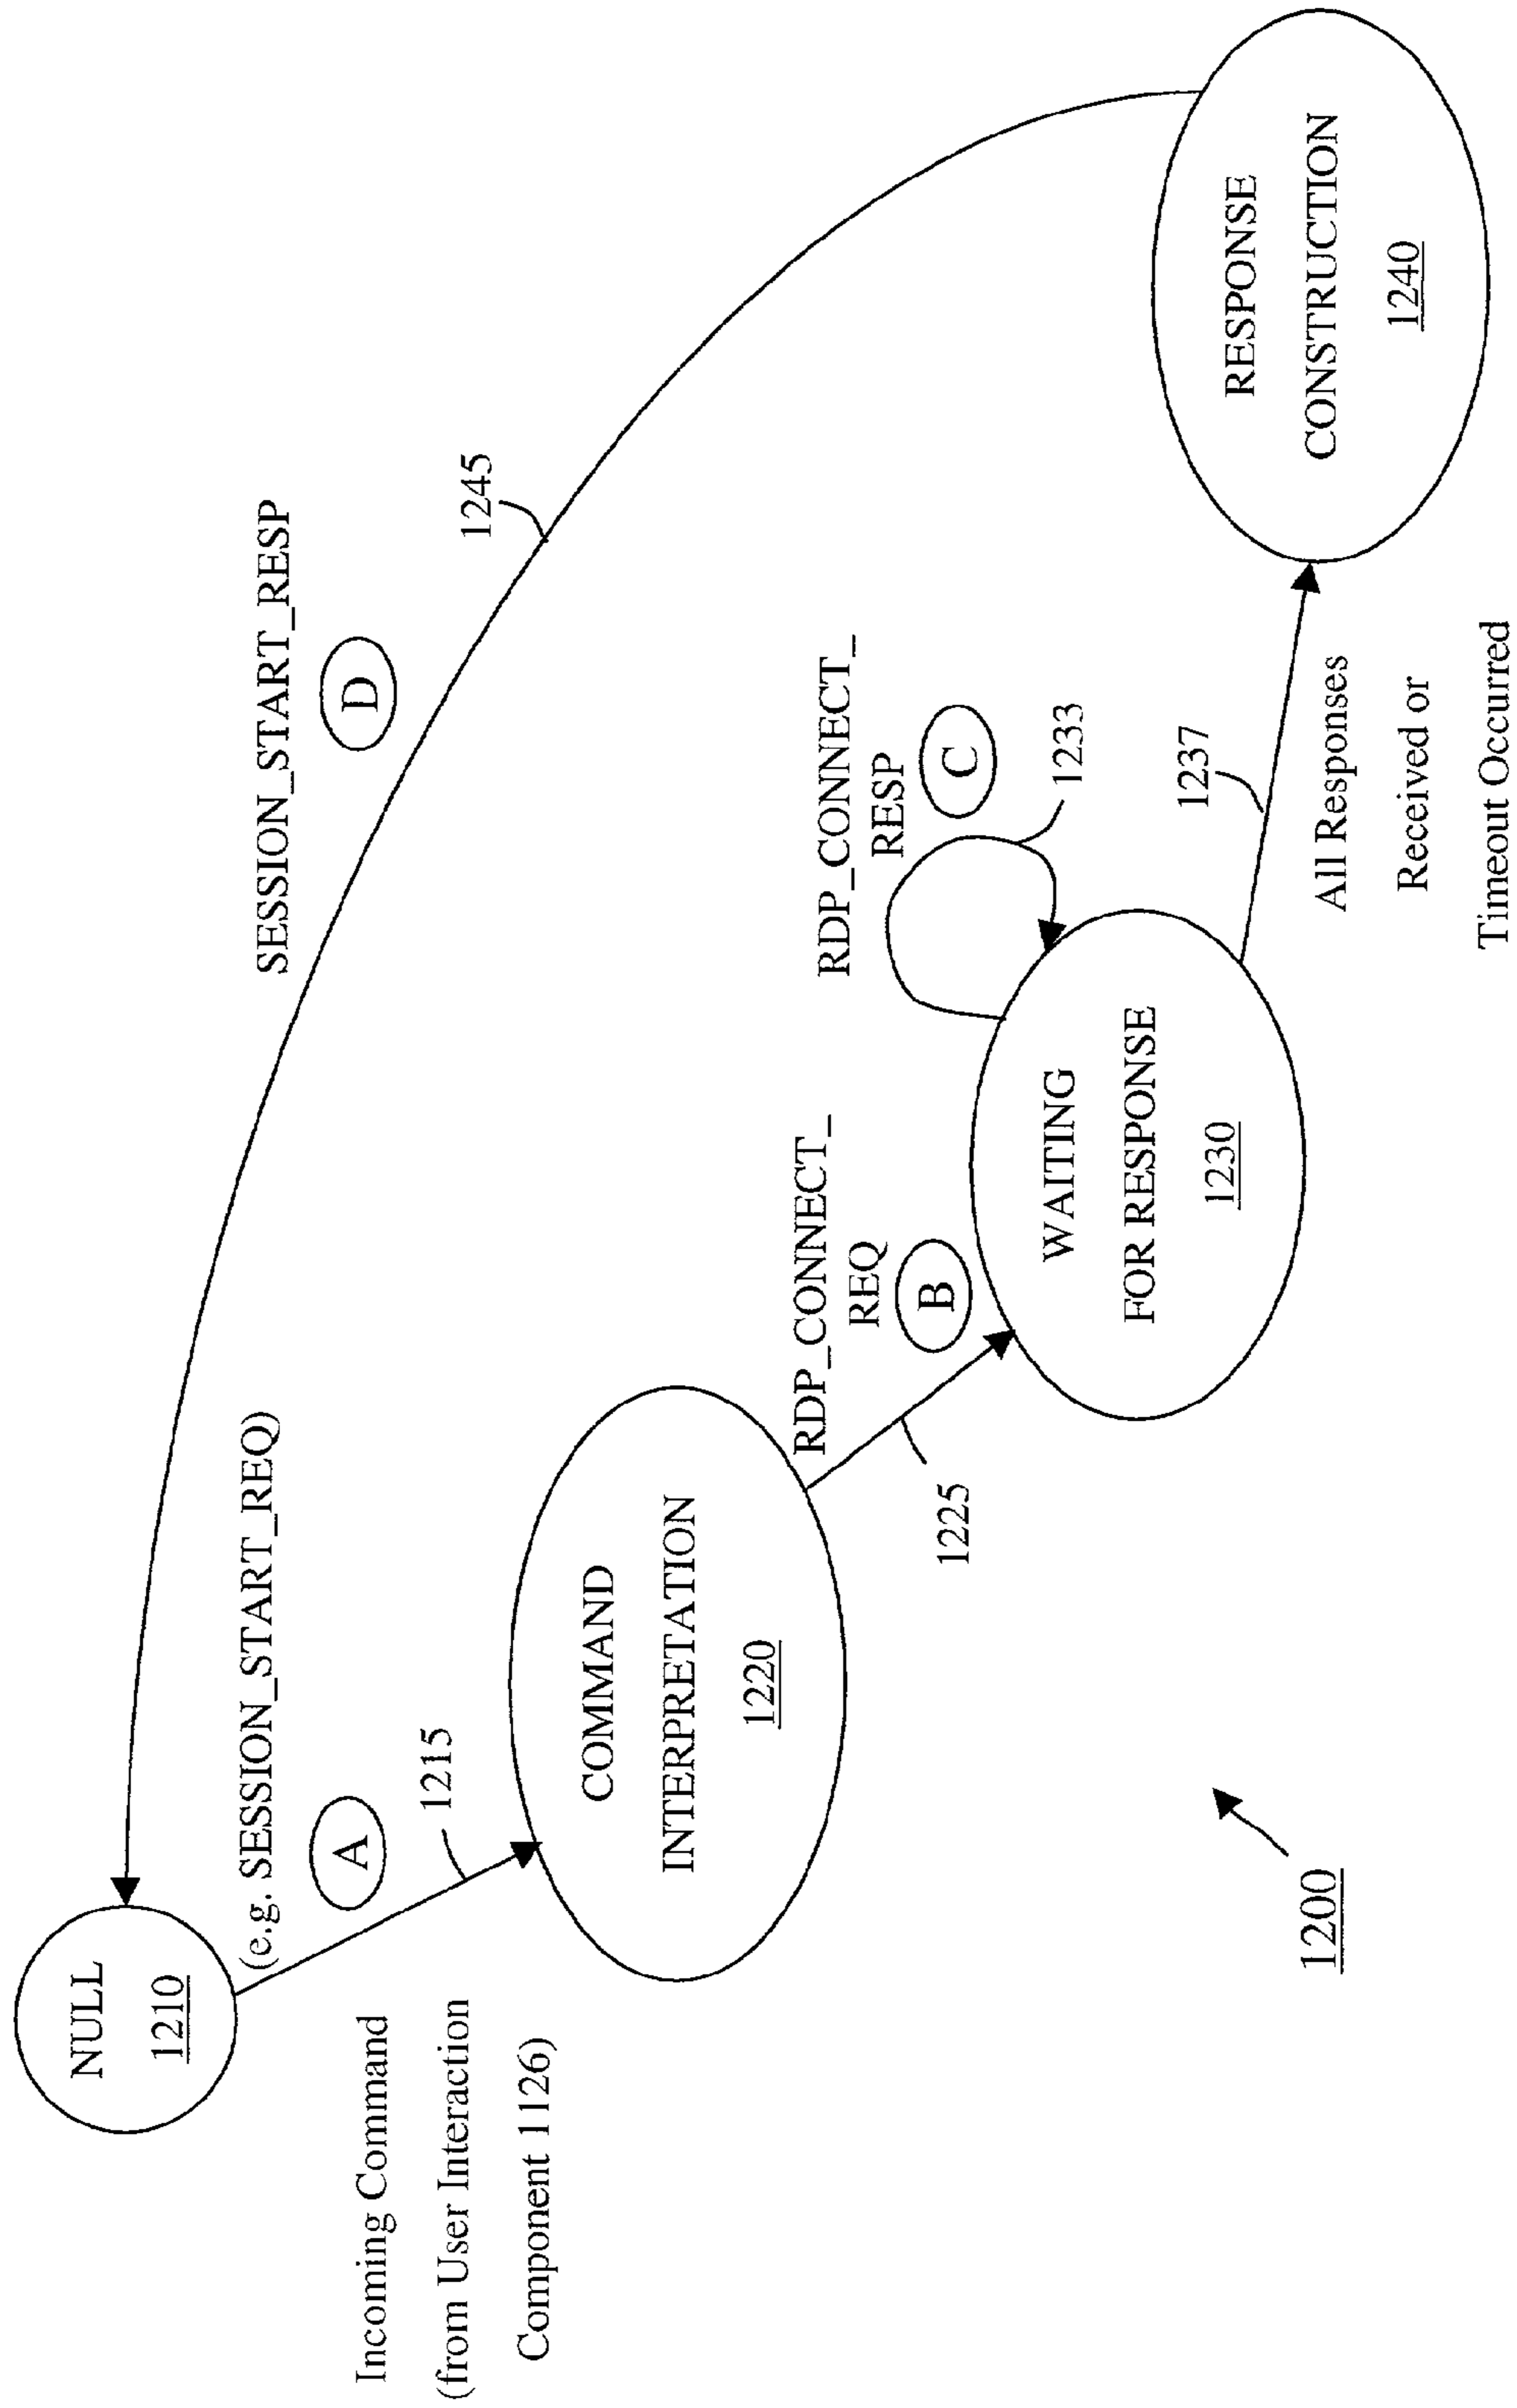 NULL
1210
(e.g. SESSION_START_REQ)
A
1215
Incoming Command
(from User Interaction
Component 1126)
COMMAND
INTERPRETATION
1220
RDP_CONNECT_
REQ
B
1225
WAITING
FOR RESPONSE
1230
RDP_CONNECT_
RESP
C
1233
1237
All Responses
Received or
Timeout Occurred
RESPONSE
CONSTRUCTION
1240
SESSION_START_RESP
D
1245
1200